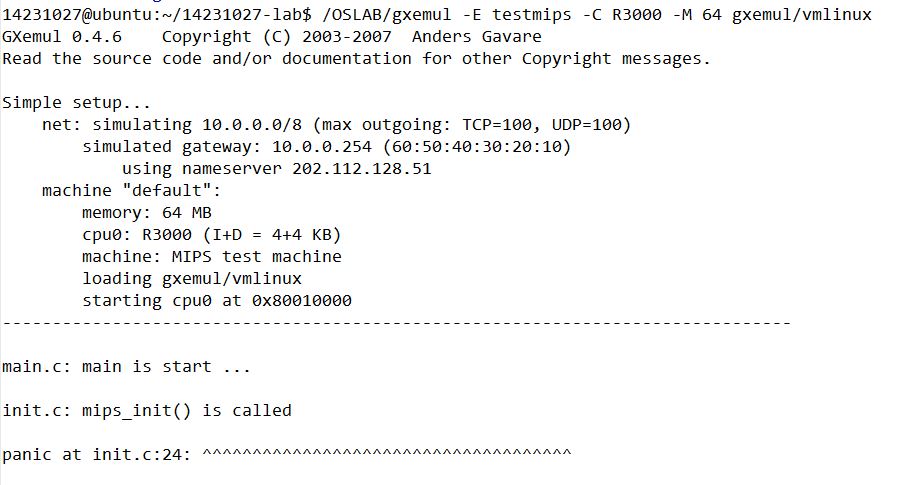 14231027@ubuntu:~/14231027-lab$ /OSLAB/gxemul -E testmips -C R3000 -M 64 gxemul/vmlinux
GXemul 0.4.6    Copyright (C) 2003-2007  Anders Gavare
Read the source code and/or documentation for other Copyright messages.

Simple setup...
    net: simulating 10.0.0.0/8 (max outgoing: TCP=100, UDP=100)
        simulated gateway: 10.0.0.254 (60:50:40:30:20:10)
            using nameserver 202.112.128.51
    machine "default":
        memory: 64 MB
        cpu0: R3000 (I+D = 4+4 KB)
        machine: MIPS test machine
        loading gxemul/vmlinux
        starting cpu0 at 0x80010000
-------------------------------------------------------------------------------

main.c: main is start ...

init.c: mips_init() is called

panic at init.c:24: ^^^^^^^^^^^^^^^^^^^^^^^^^^^^^^^^^^^^^